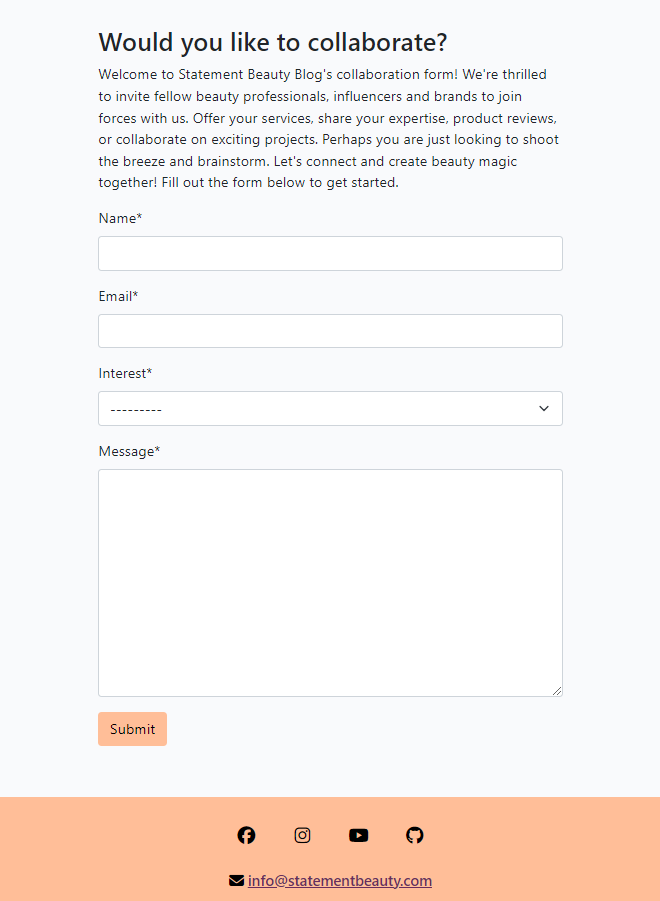 Would you like to collaborate?
Welcome to Statement Beauty Blog's collaboration form! We're thrilled
to invite fellow beauty professionals, influencers and brands to join
forces with us. Offer your services, share your expertise, product reviews,
or collaborate on exciting projects. Perhaps you are just looking to shoot
the breeze and brainstorm. Let's connect and create beauty magic
together! Fill out the form below to get started.
Name*
Email*
Interest*
---------
Message*
Submit
info@statementbeauty.com